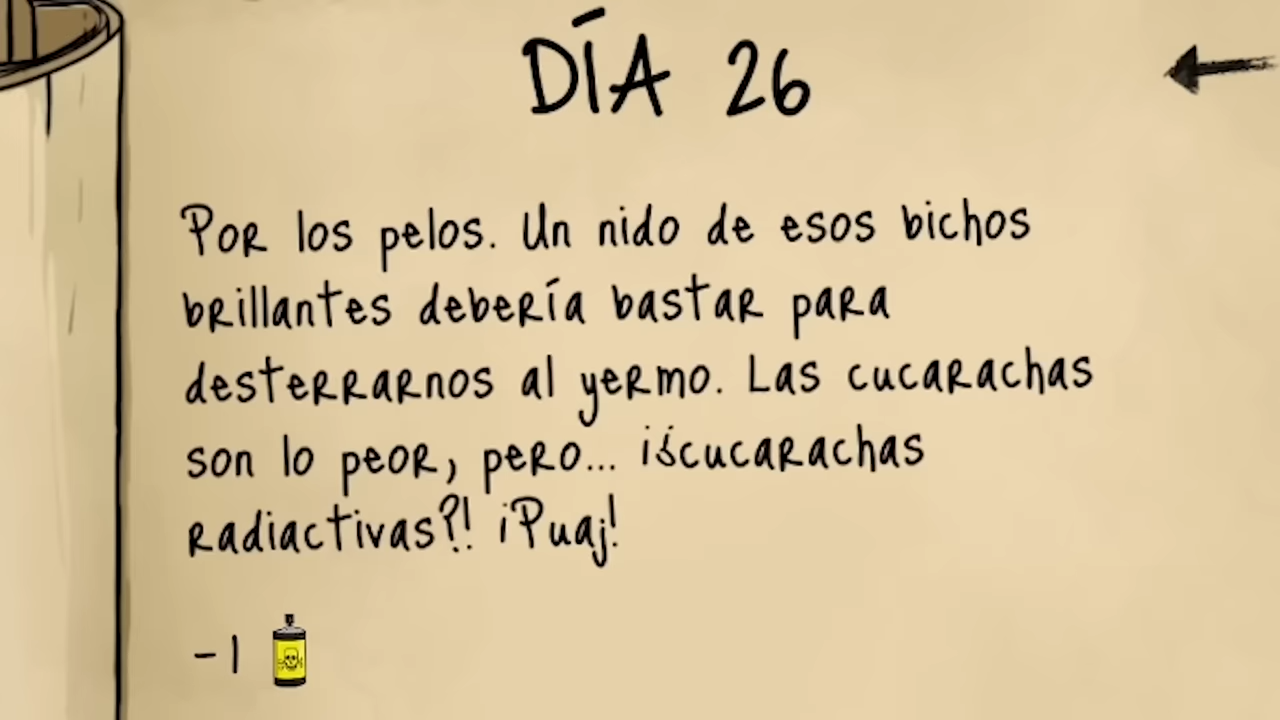 DÍA 26
Por los pelos. Un nido de esos bichos
brillantes debería bastar para
desterrarnos al yermo. Las cucarachas
son lo peor, pero... ¡¿cucarachas
radiactivas?! ¡Puaj!
-1